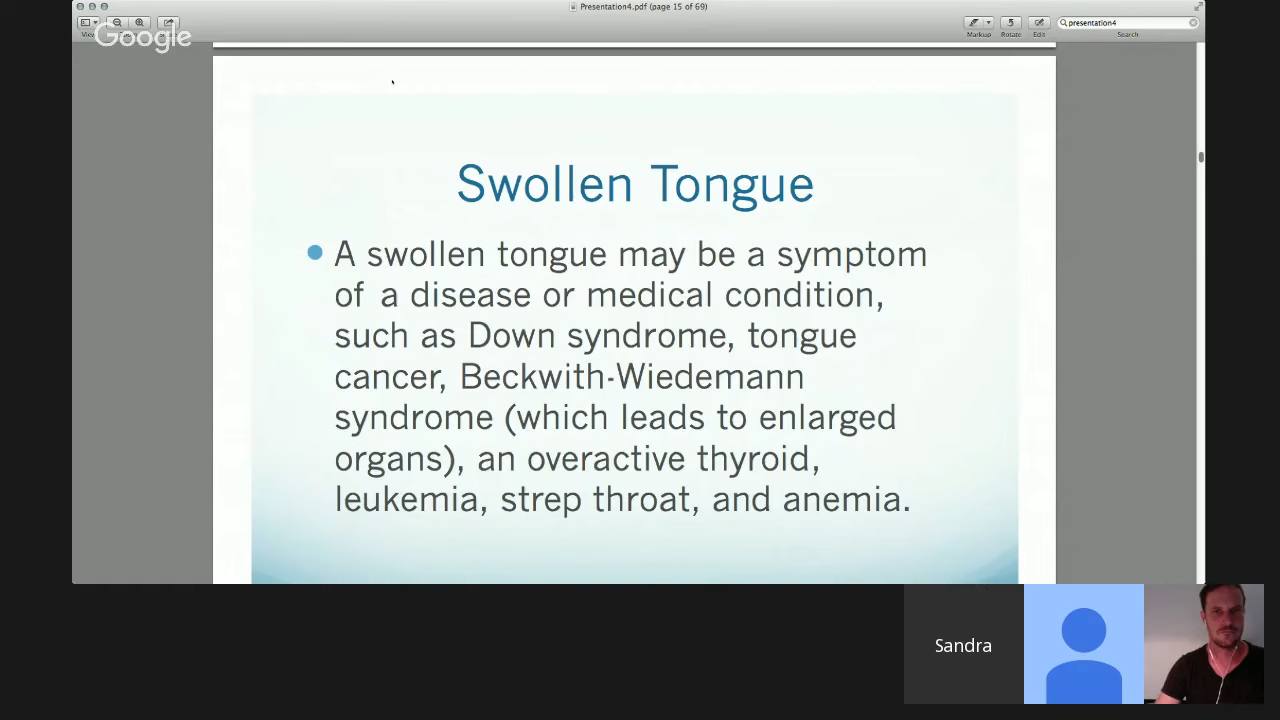 Presentation4.pdf (page 15 of 69)
View
Google
Markup Rotate Edit Search
presentation4
Swollen Tongue
A swollen tongue may be a symptom
of a disease or medical condition,
such as Down syndrome, tongue
cancer, Beckwith-Wiedemann
syndrome (which leads to enlarged
organs), an overactive thyroid,
leukemia, strep throat, and anemia.
Sandra